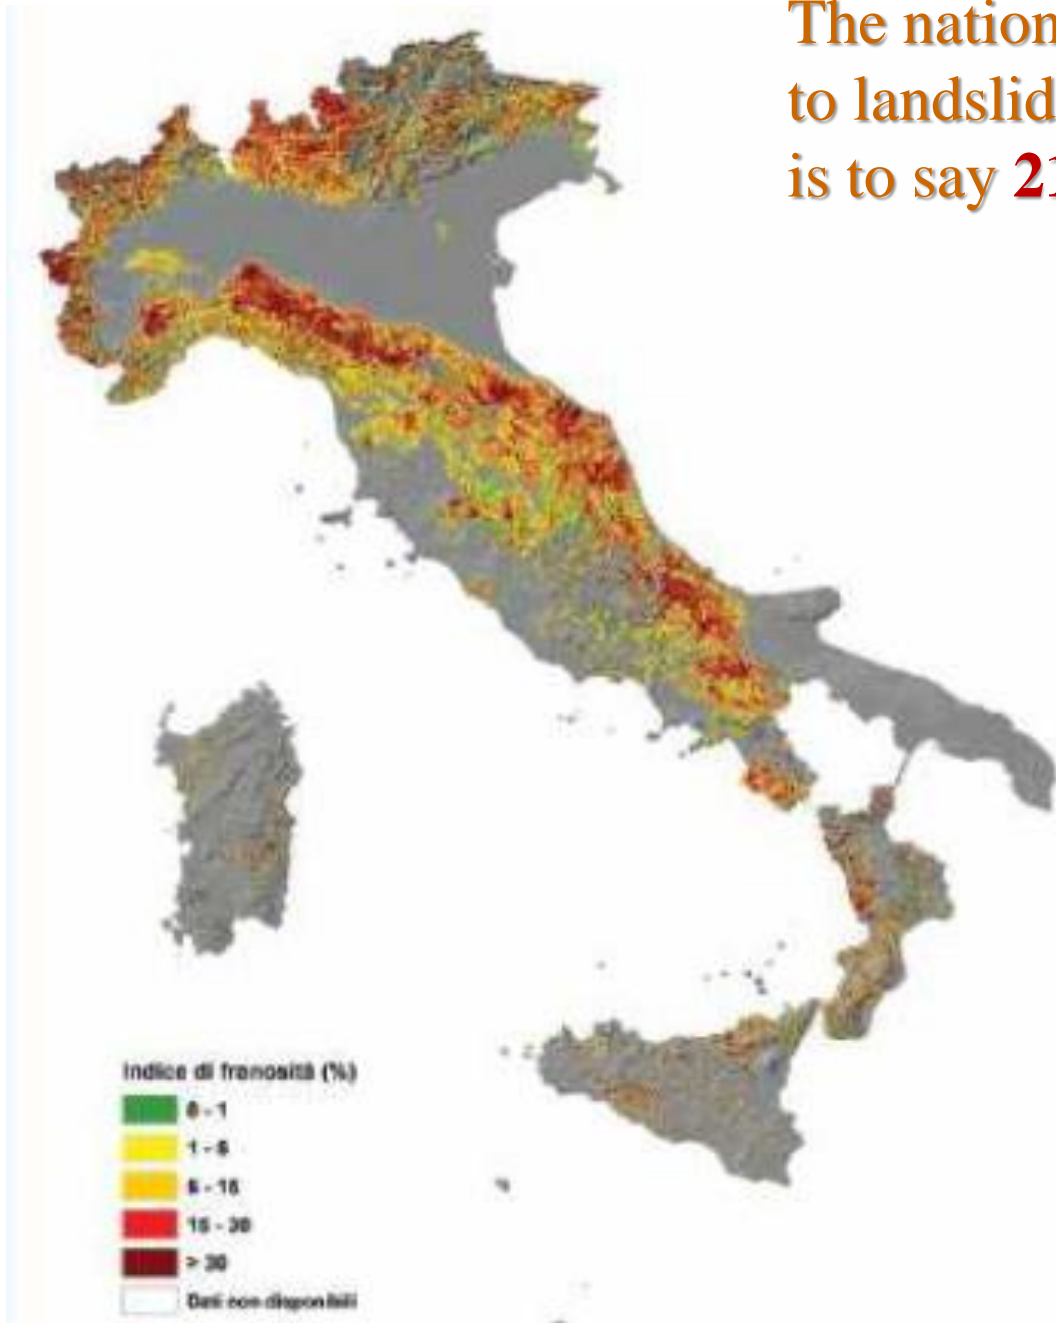 The nation
to landslid
is to say 21
Indice di franosità (%)
0 - 1
1 - 5
5 - 15
15 - 30
> 30
Dati non disponibili